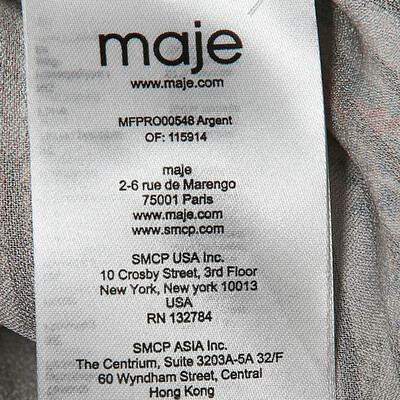 maje
www.maje.com
MFPRO00548 Argent
OF: 115914
maje
2-6 rue de Marengo
75001 Paris
www.maje.com
www.smcp.com
SMCP USA Inc.
10 Crosby Street, 3rd Floor
New York, New york 10013
USA
RN 132784
SMCP ASIA Inc.
The Centrium, Suite 3203A-5A 32/F
60 Wyndham Street, Central
Hong Kong